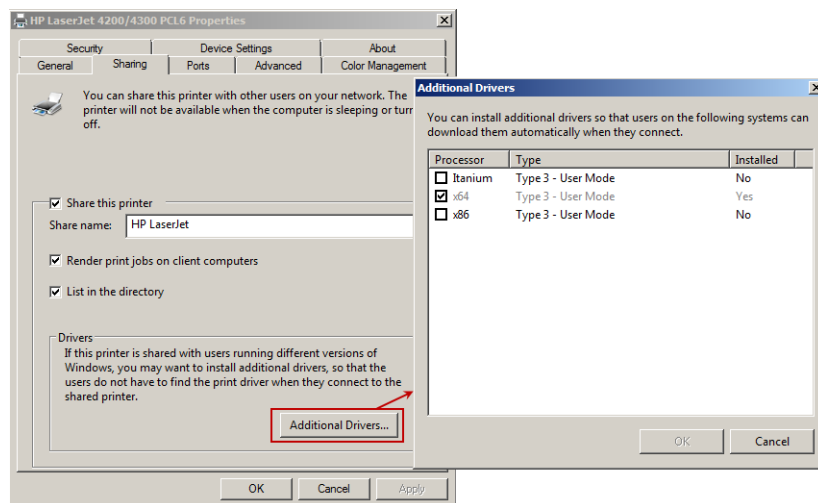 HP LaserJet 4200/4300 PCL6 Properties
Security Device Settings About
General Sharing Ports Advanced Color Management
You can share this printer with other users on your network. The
printer will not be available when the computer is sleeping or turn
off.
Share this printer
Share name: HP LaserJet
Render print jobs on client computers
List in the directory
Drivers
If this printer is shared with users running different versions of
Windows, you may want to install additional drivers, so that the
users do not have to find the print driver when they connect to the
shared printer.
Additional Drivers...
OK Cancel Apply
Additional Drivers
You can install additional drivers so that users on the following systems can
download them automatically when they connect.
Processor Type Installed
Itanium Type 3 - User Mode No
x64 Type 3 - User Mode Yes
x86 Type 3 - User Mode No
OK Cancel